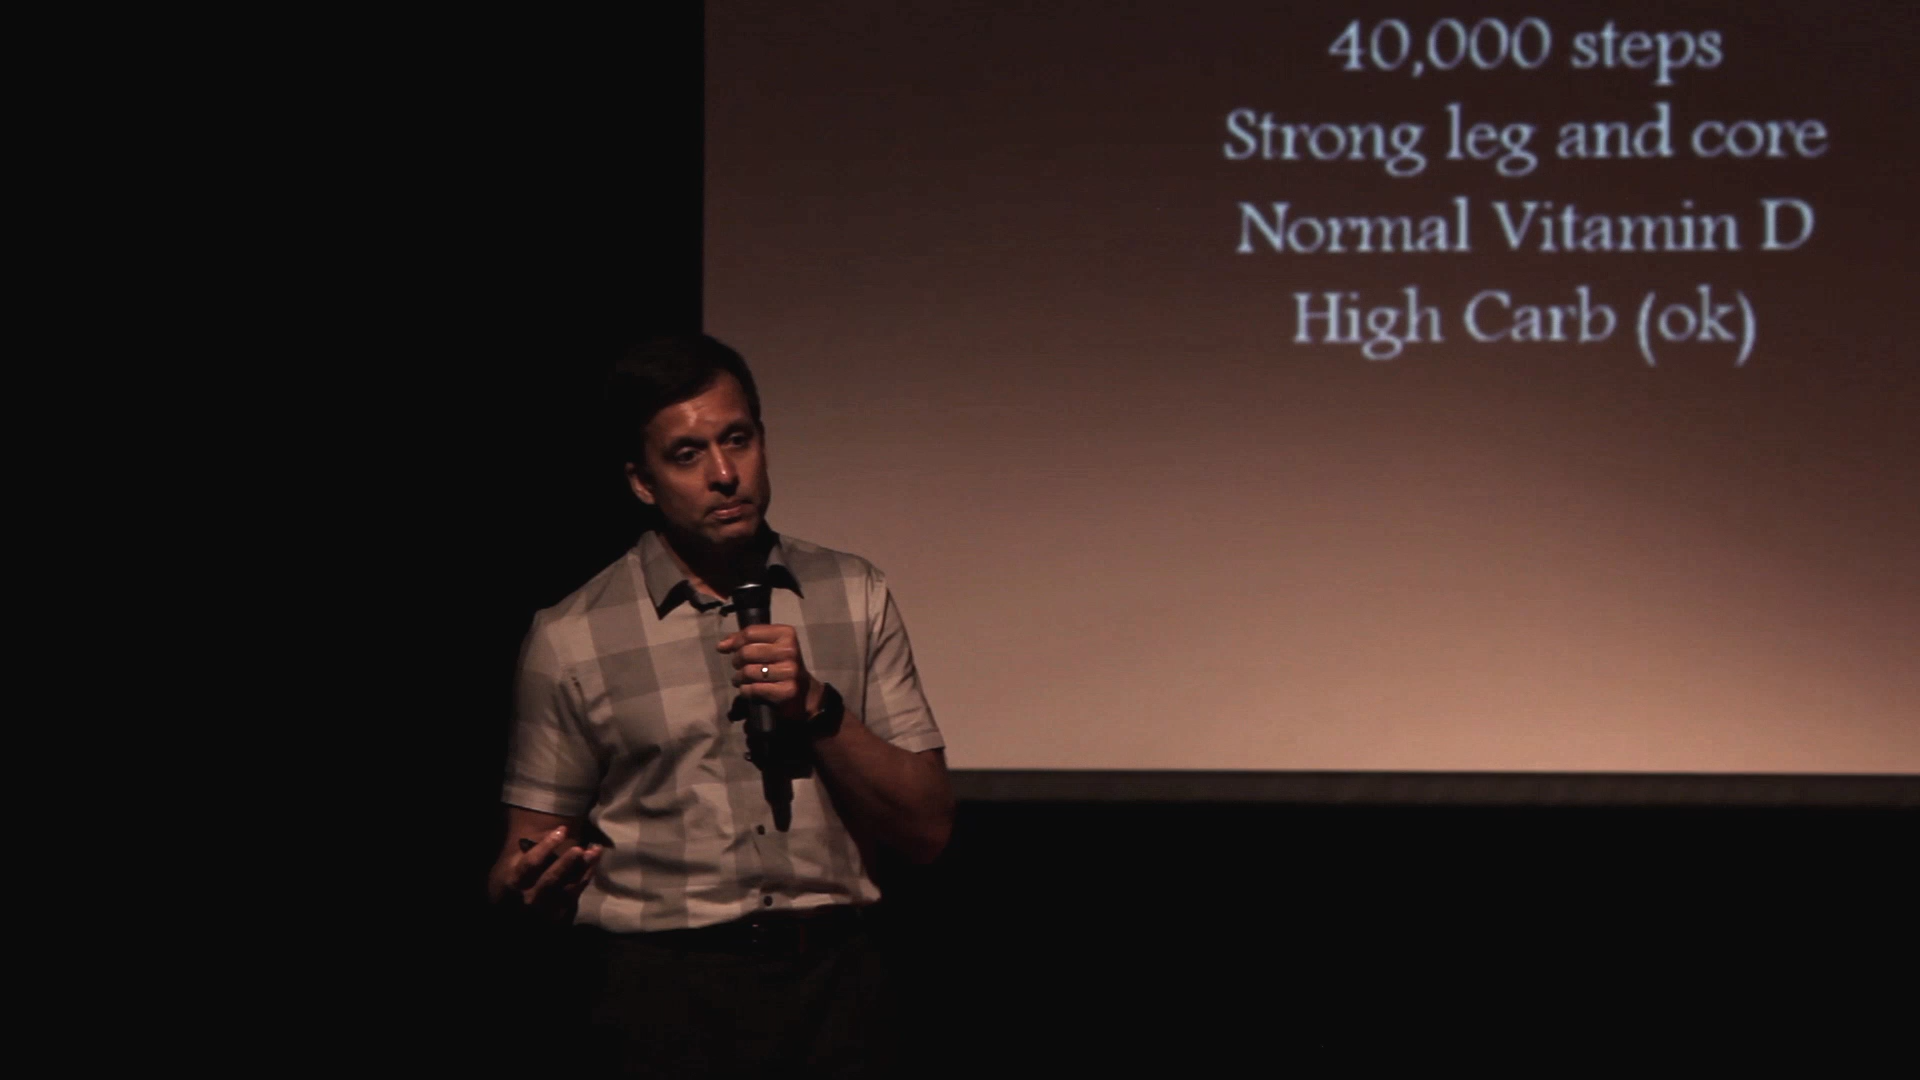 40,000 steps
Strong leg and core
Normal Vitamin D
High Carb (ok)